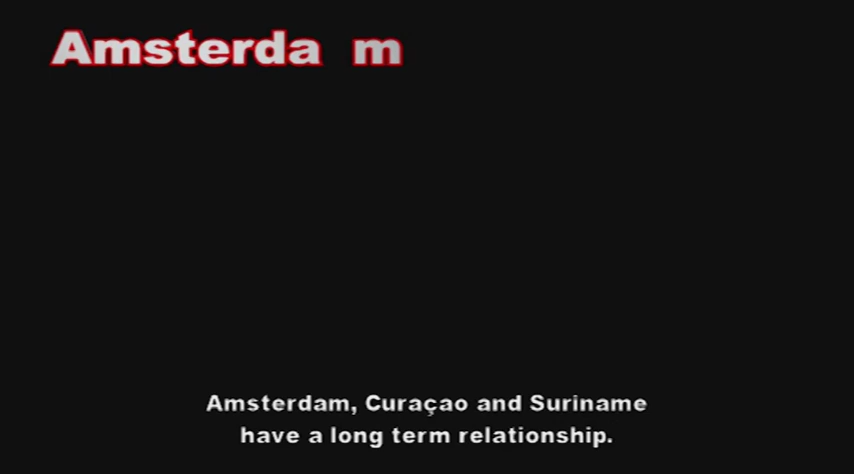 Amsterda m
Amsterdam, Curaçao and Suriname
have a long term relationship.